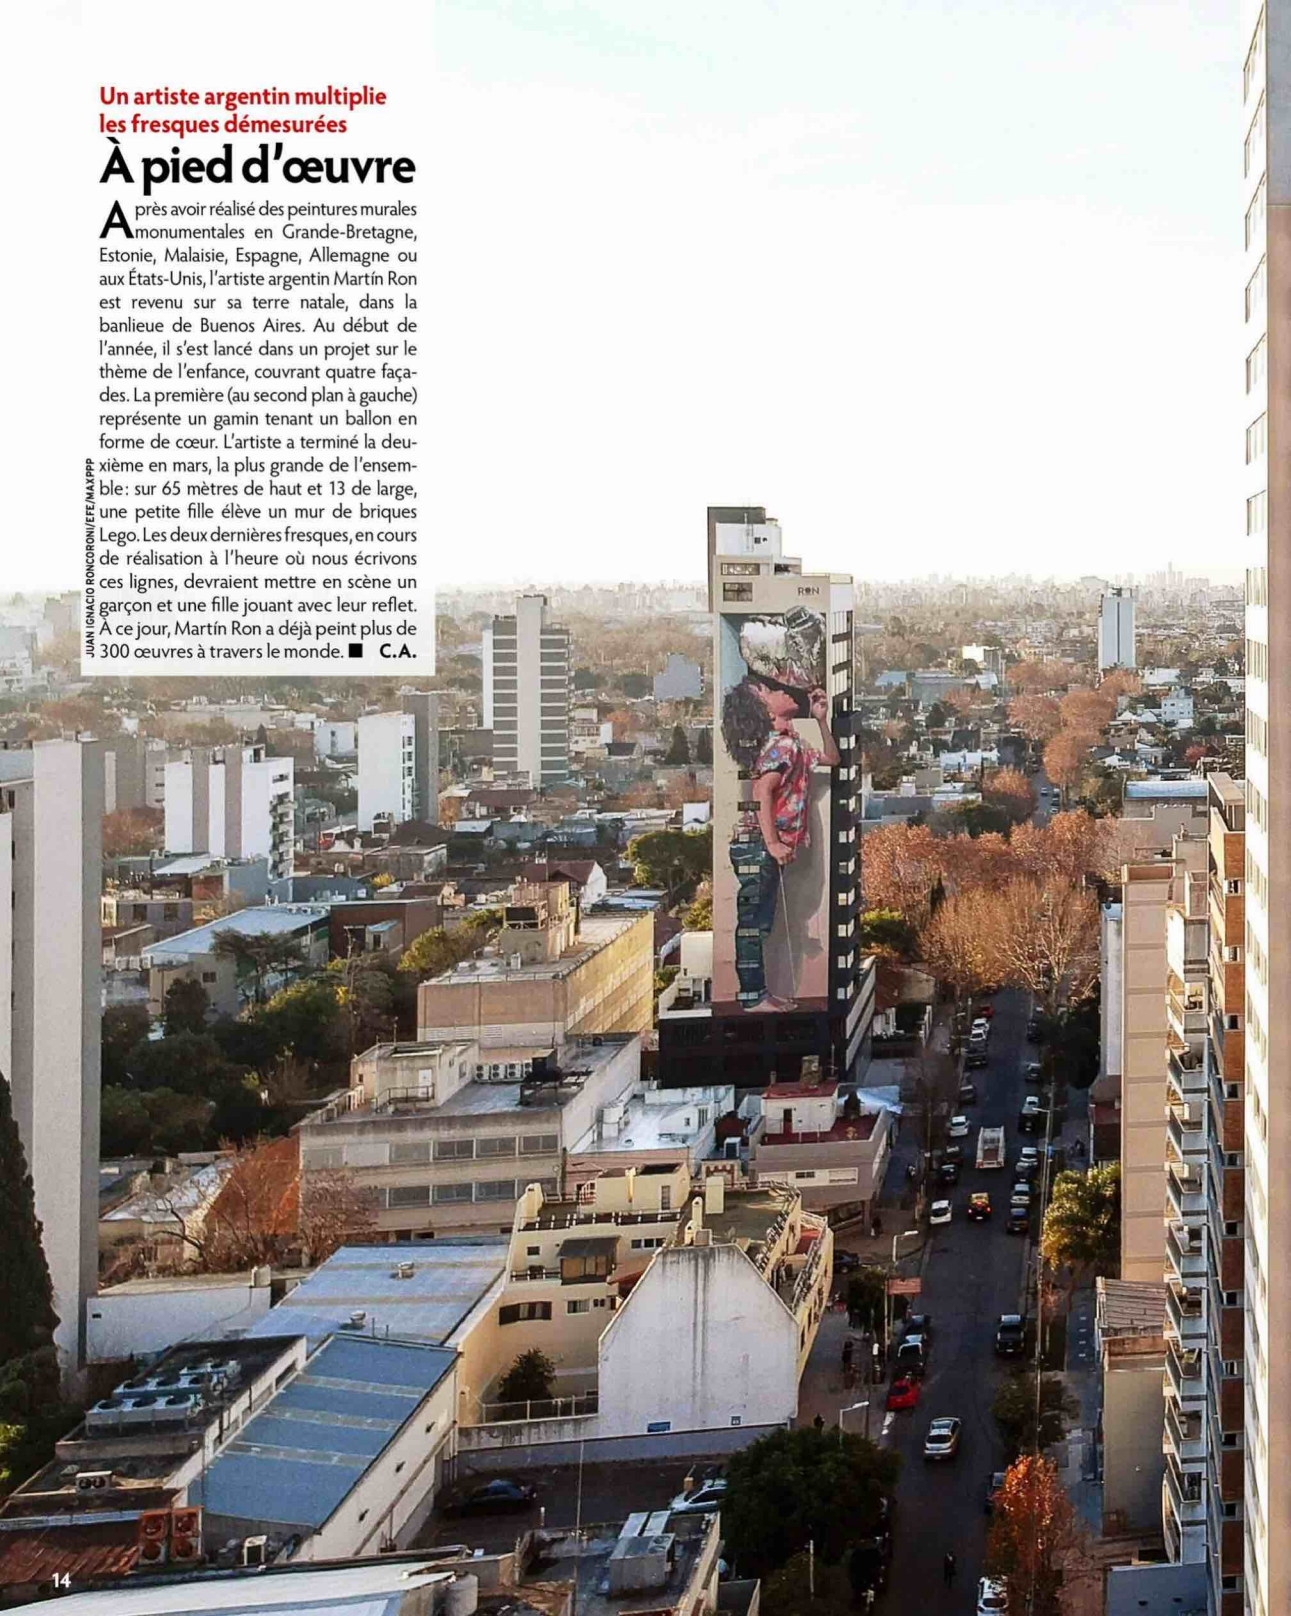 Un artiste argentin multiplie
les fresques démesurées
À pied d'œuvre
Après avoir réalisé des peintures murales
monumentales en Grande-Bretagne,
Estonie, Malaisie, Espagne, Allemagne ou
aux États-Unis, l'artiste argentin Martín Ron
est revenu sur sa terre natale, dans la
banlieue de Buenos Aires. Au début de
l'année, il s'est lancé dans un projet sur le
thème de l'enfance, couvrant quatre faça-
des. La première (au second plan à gauche)
représente un gamin tenant un ballon en
forme de cœur. L'artiste a terminé la deu-
xième en mars, la plus grande de l'ensem-
ble: sur 65 mètres de haut et 13 de large,
une petite fille élève un mur de briques
Lego. Les deux dernières fresques, en cours
de réalisation à l'heure où nous écrivons
ces lignes, devraient mettre en scène un
garçon et une fille jouant avec leur reflet.
À ce jour, Martín Ron a déjà peint plus de
300 œuvres à travers le monde. ■ C.A.
JUAN IGNACIO RONCORONI/EFE/MAXPPP
RON
14